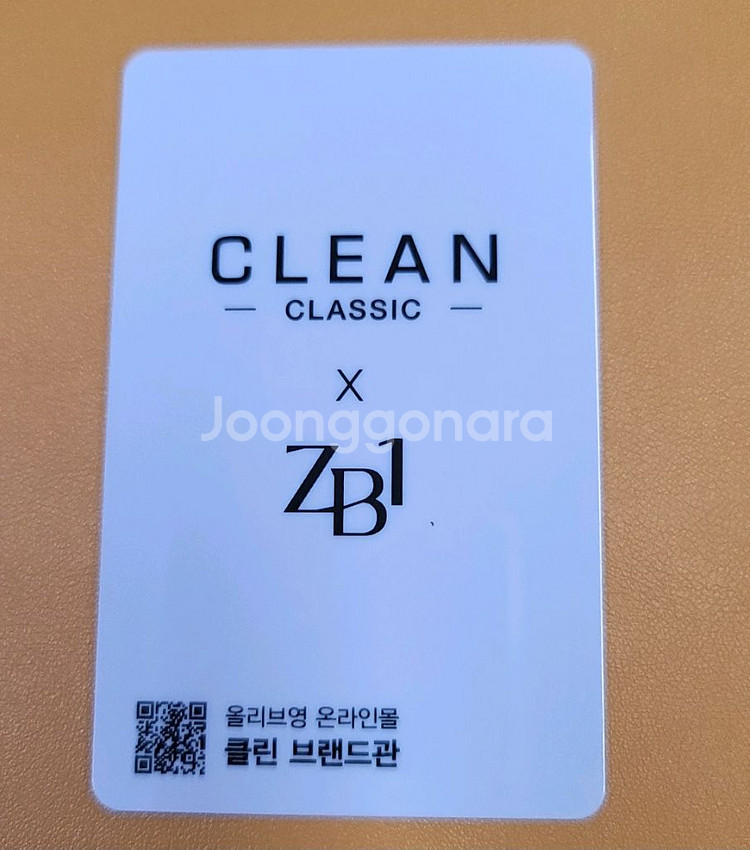 CLEAN
— CLASSIC —
X
Joonggonara
ZB1
올리브영 온라인몰
클린 브랜드관